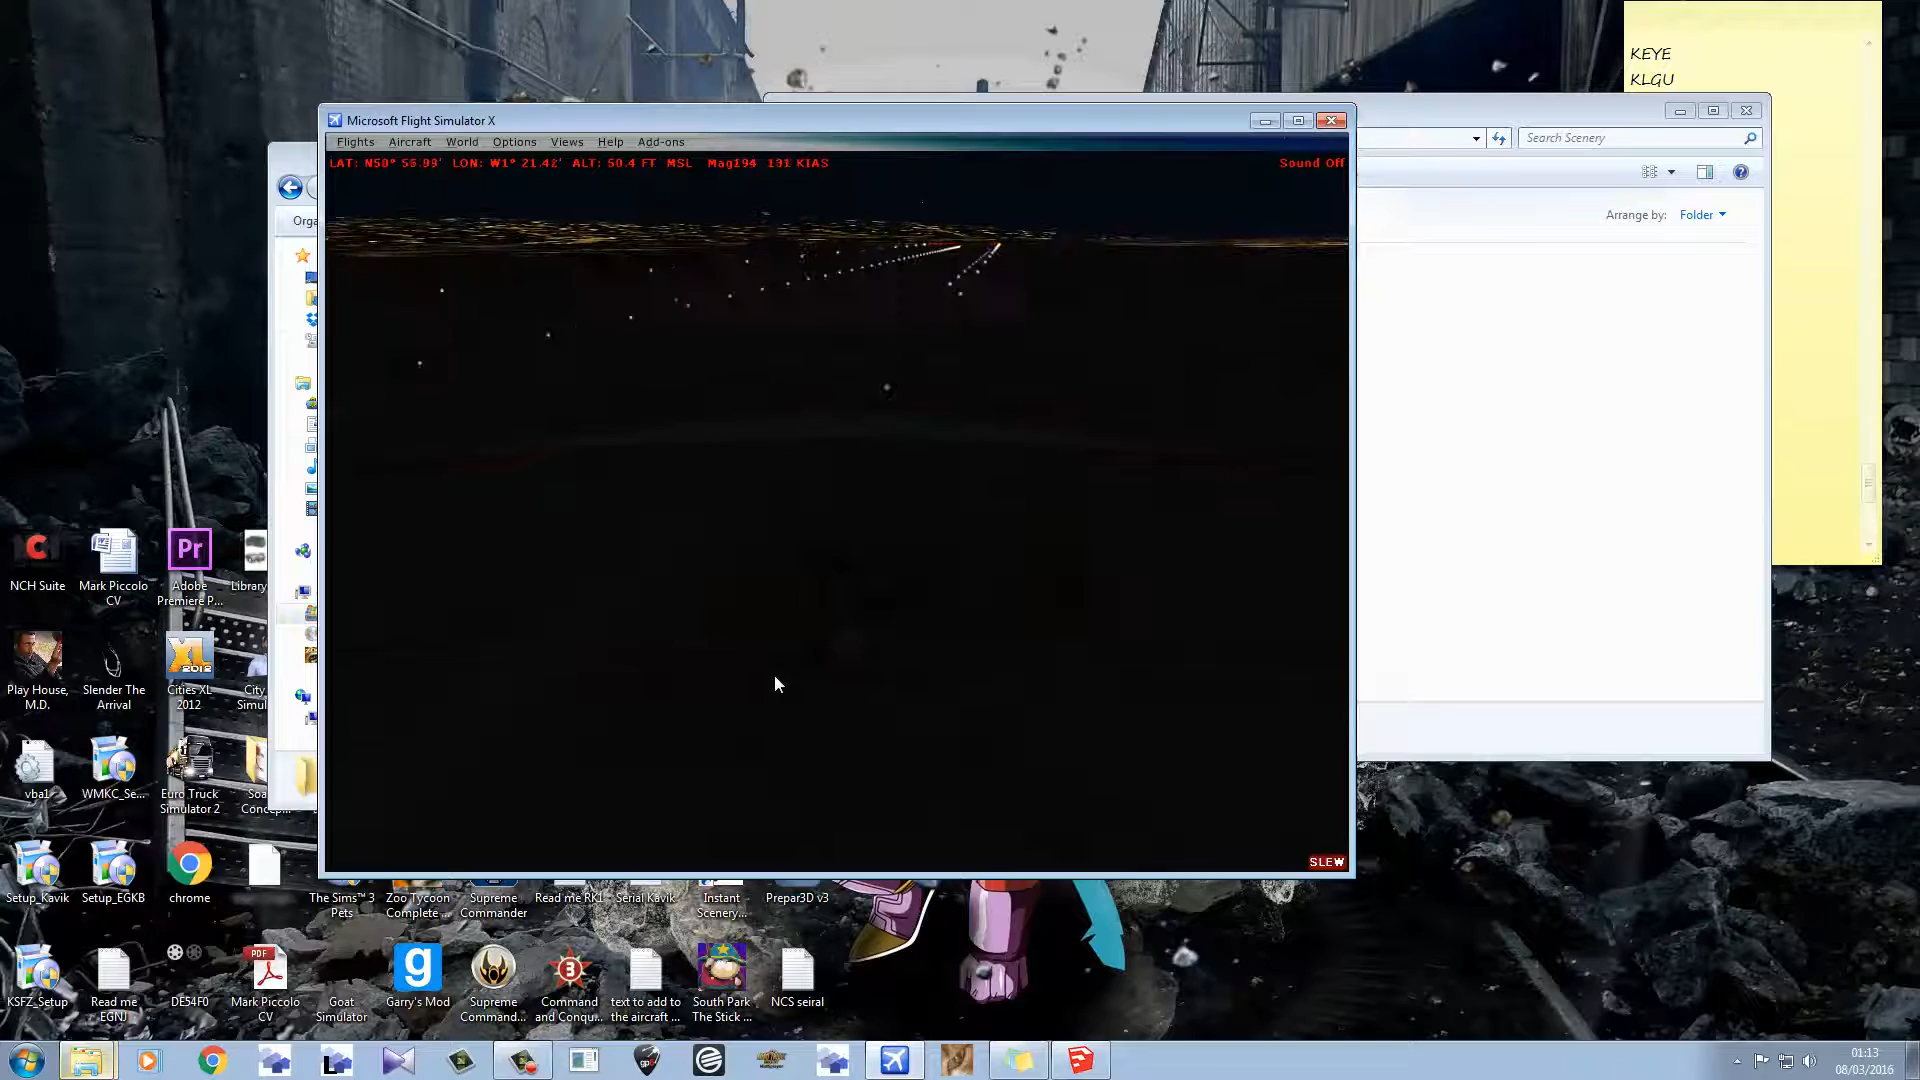 KEYE
KLGU
Microsoft Flight Simulator X
Search Scenery
Flights Aircraft World Options Views Help Add-ons
LAT: N50° 55.99' LON: W1° 21.42' ALT: 50.4 FT MSL Mag194 131 KIAS
Sound Off
Orga
Arrange by: Folder
NCH Suite
Mark Piccolo CV
Adobe Premiere P...
Library
Play House, M.D.
Slender The Arrival
Cities XL 2012
City
Simul
vba1
WMKC_Se...
Euro Truck Simulator 2
Soa
Concep...
SLEW
Setup_Kavik
Setup_EGKB
chrome
The Sims™ 3 Pets
Zoo Tycoon Complete ...
Supreme Commander
Read me RK1
Serial Kavik
Instant Scenery...
Prepar3D v3
KSFZ_Setup
Read me EGNJ
DE54F0
Mark Piccolo CV
Goat Simulator
Garry's Mod
Supreme Command...
Command and Conqu...
text to add to the aircraft ...
South Park The Stick ...
NCS seiral
01:13
08/03/2016